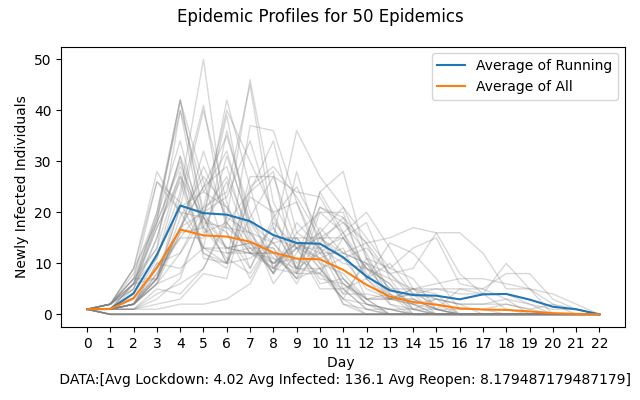 Epidemic Profiles for 50 Epidemics
50
40
30
20
10
0
Newly Infected Individuals
Average of Running
Average of All
0 1 2 3 4 5 6 7 8 9 10 11 12 13 14 15 16 17 18 19 20 21 22
Day
DATA:[Avg Lockdown: 4.02 Avg Infected: 136.1 Avg Reopen: 8.179487179487179]